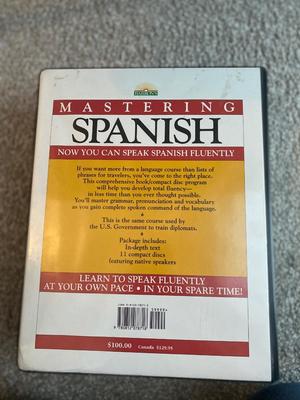 BARRON'S
MASTERING
SPANISH
NOW YOU CAN SPEAK SPANISH FLUENTLY
If you want more from a language course than lists of
phrases for travelers, you've come to the right place.
This comprehensive book/compact disc program
will help you develop total fluency—
in less time than you ever thought possible.
You'll master grammar, pronunciation and vocabulary
as you gain complete spoken command of the language.
This is the same course used by
the U.S. Government to train diplomats.
Package includes:
In-depth text
11 compact discs
featuring native speakers
LEARN TO SPEAK FLUENTLY
AT YOUR OWN PACE • IN YOUR SPARE TIME!
$100.00 Canada $129.95